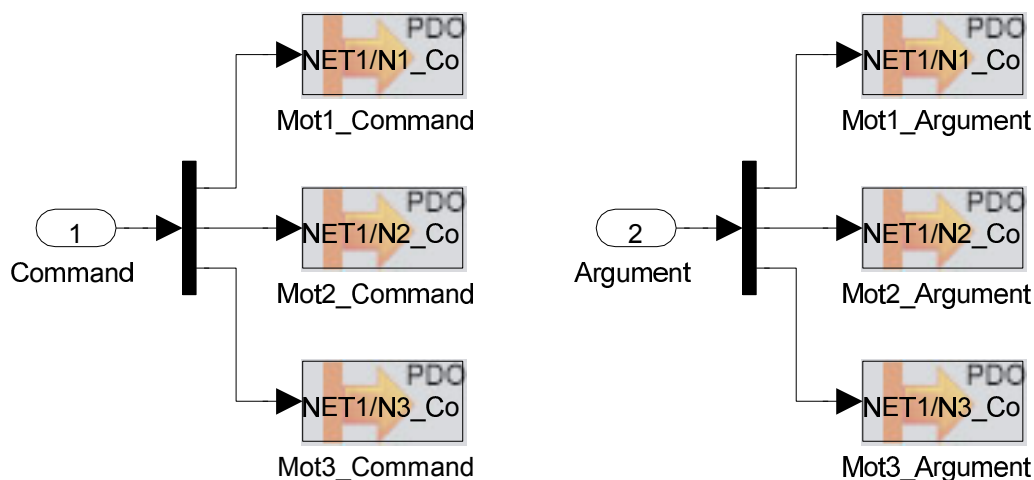 PDO
NET1/N1_Co
Mot1_Command
1
Command
PDO
NET1/N2_Co
Mot2_Command
PDO
NET1/N3_Co
Mot3_Command
PDO
NET1/N1_Co
Mot1_Argument
2
Argument
PDO
NET1/N2_Co
Mot2_Argument
PDO
NET1/N3_Co
Mot3_Argument